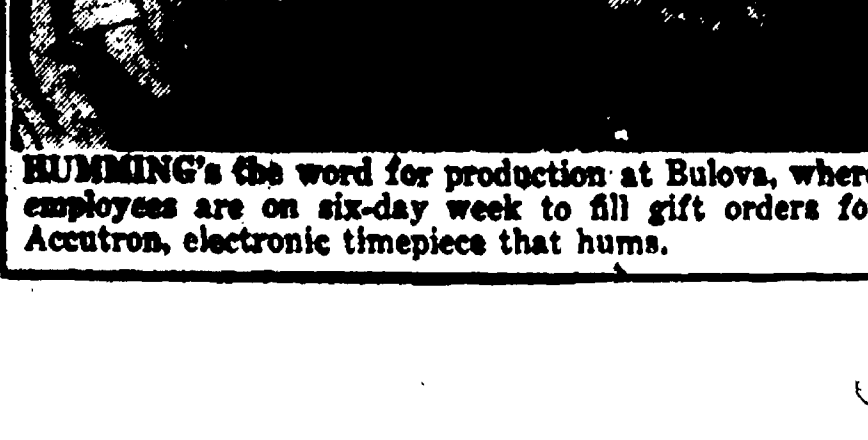 HUMMING's the word for production at Bulova, where
employees are on six-day week to fill gift orders fo
Accutron, electronic timepiece that hums.